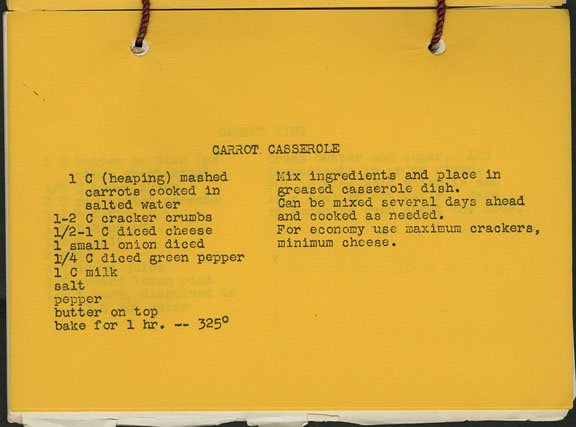 CARROT RING
CARROT CASSEROLE
1 C (heaping) mashed
carrots cooked in
salted water
1-2 C cracker crumbs
1/2-1 C diced cheese
1 small onion diced
1/4 C diced green pepper
1 C milk
salt
pepper
butter on top
bake for 1 hr. -- 325°
Mix ingredients and place in
greased casserole dish.
Can be mixed several days ahead
and cooked as needed.
For economy use maximum crackers,
minimum cheese.